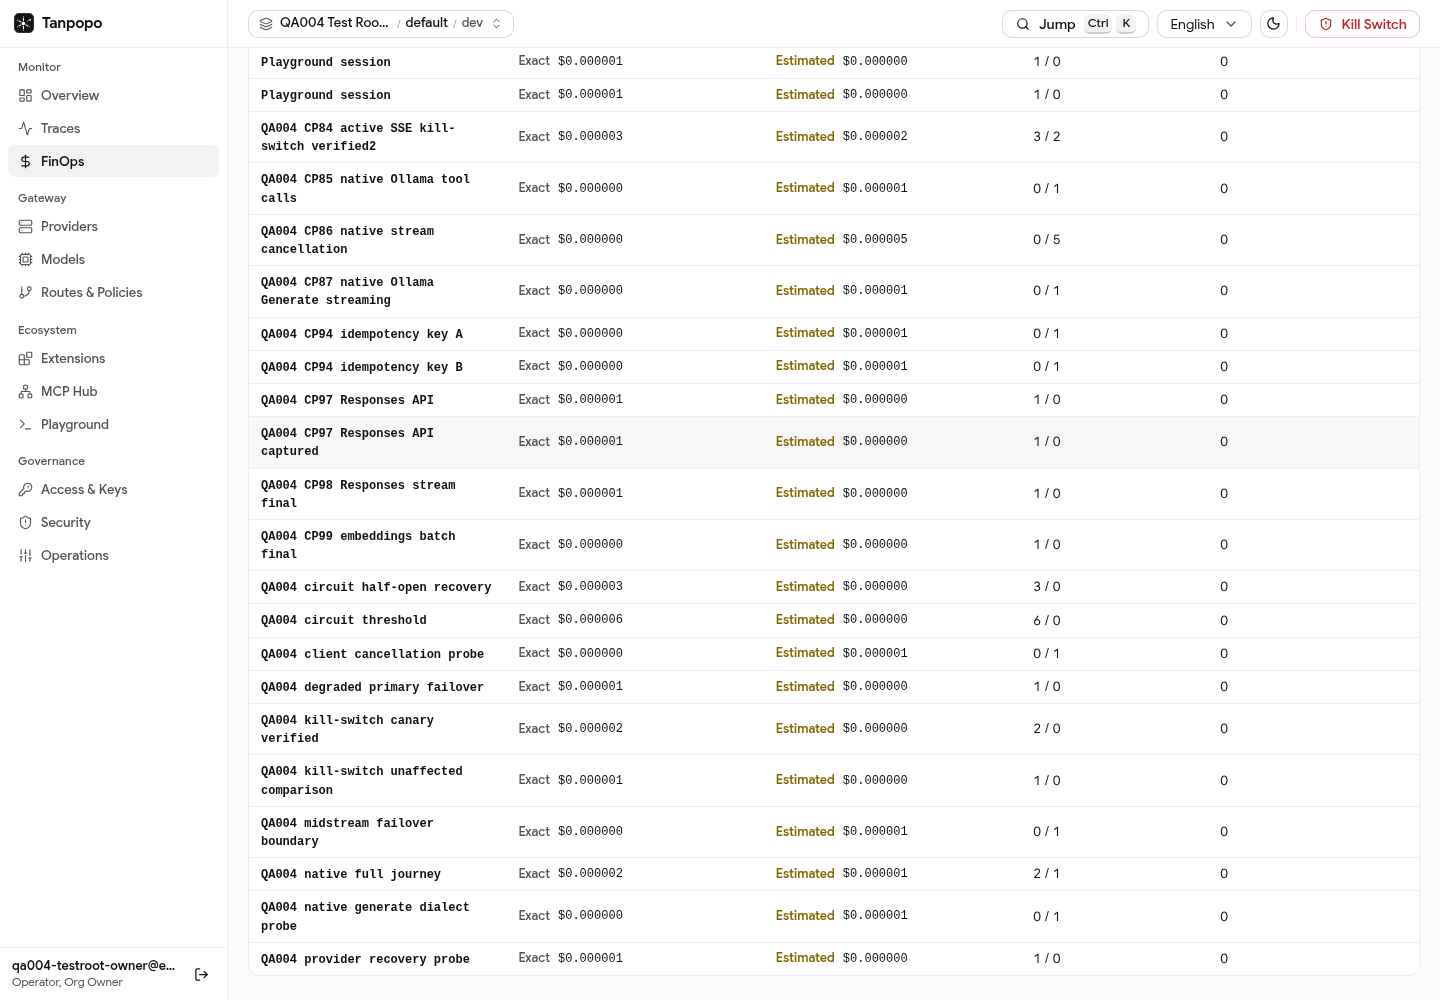 Tanpopo
QA004 Test Roo... / default / dev
Jump Ctrl K
English
Kill Switch
Monitor
Overview
Traces
FinOps
Gateway
Providers
Models
Routes & Policies
Ecosystem
Extensions
MCP Hub
Playground
Governance
Access & Keys
Security
Operations
qa004-testroot-owner@e...
Operator, Org Owner
Playground session Exact $0.000001 Estimated $0.000000 1 / 0 0
Playground session Exact $0.000001 Estimated $0.000000 1 / 0 0
QA004 CP84 active SSE kill-
switch verified2 Exact $0.000003 Estimated $0.000002 3 / 2 0
QA004 CP85 native Ollama tool
calls Exact $0.000000 Estimated $0.000001 0 / 1 0
QA004 CP86 native stream
cancellation Exact $0.000000 Estimated $0.000005 0 / 5 0
QA004 CP87 native Ollama
Generate streaming Exact $0.000000 Estimated $0.000001 0 / 1 0
QA004 CP94 idempotency key A Exact $0.000000 Estimated $0.000001 0 / 1 0
QA004 CP94 idempotency key B Exact $0.000000 Estimated $0.000001 0 / 1 0
QA004 CP97 Responses API Exact $0.000001 Estimated $0.000000 1 / 0 0
QA004 CP97 Responses API
captured Exact $0.000001 Estimated $0.000000 1 / 0 0
QA004 CP98 Responses stream
final Exact $0.000001 Estimated $0.000000 1 / 0 0
QA004 CP99 embeddings batch
final Exact $0.000000 Estimated $0.000000 1 / 0 0
QA004 circuit half-open recovery Exact $0.000003 Estimated $0.000000 3 / 0 0
QA004 circuit threshold Exact $0.000006 Estimated $0.000000 6 / 0 0
QA004 client cancellation probe Exact $0.000000 Estimated $0.000001 0 / 1 0
QA004 degraded primary failover Exact $0.000001 Estimated $0.000000 1 / 0 0
QA004 kill-switch canary
verified Exact $0.000002 Estimated $0.000000 2 / 0 0
QA004 kill-switch unaffected
comparison Exact $0.000001 Estimated $0.000000 1 / 0 0
QA004 midstream failover
boundary Exact $0.000000 Estimated $0.000001 0 / 1 0
QA004 native full journey Exact $0.000002 Estimated $0.000001 2 / 1 0
QA004 native generate dialect
probe Exact $0.000000 Estimated $0.000001 0 / 1 0
QA004 provider recovery probe Exact $0.000001 Estimated $0.000000 1 / 0 0